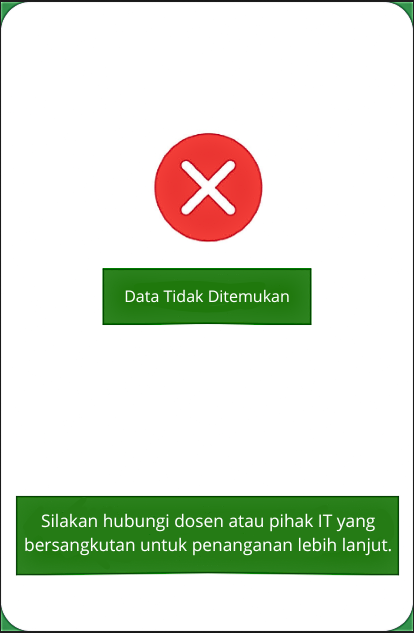 Data Tidak Ditemukan
Silakan hubungi dosen atau pihak IT yang
bersangkutan untuk penanganan lebih lanjut.